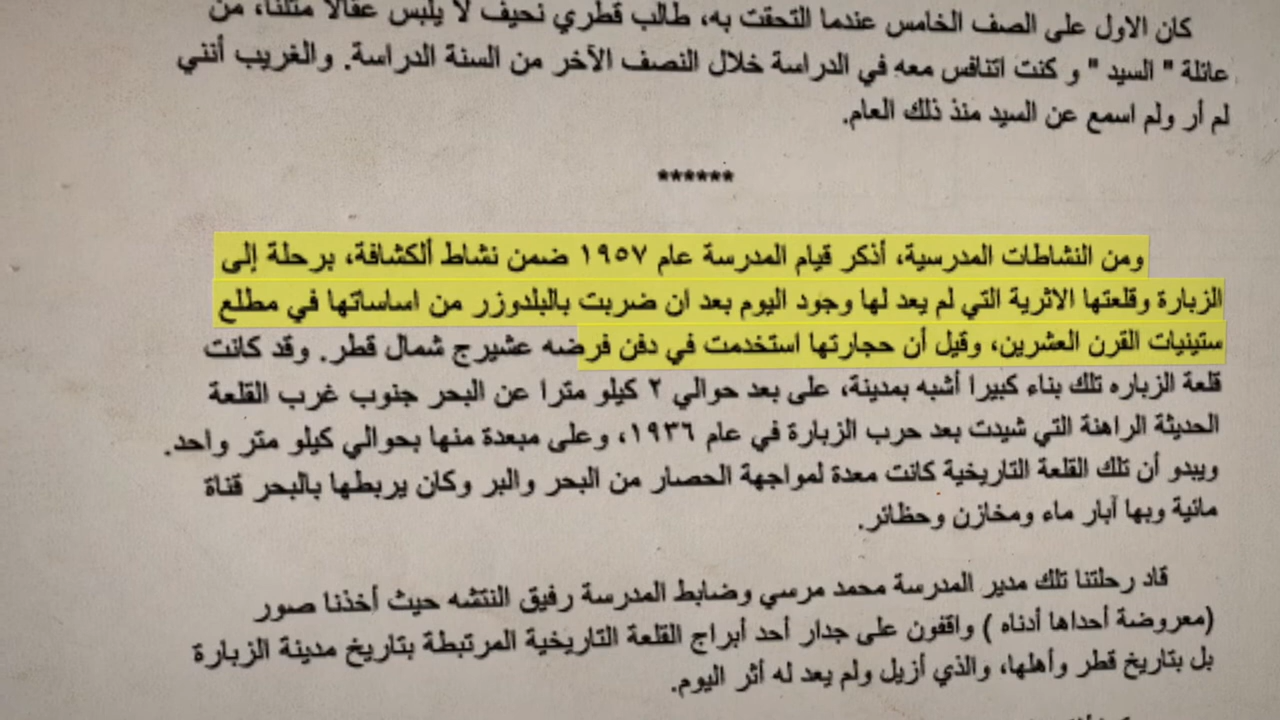 كان الاول على الصف الخامس عندما التحقت به، طالب قطري نحيف لا يلبس عقالا مثلنا، من
عائلة " السيد " و كنت اتنافس معه في الدراسة خلال النصف الآخر من السنة الدراسة. والغريب أنني
لم أر ولم اسمع عن السيد منذ ذلك العام.
******
ومن النشاطات المدرسية، أذكر قيام المدرسة عام ١٩٥٧ ضمن نشاط ألكشافة، برحلة إلى
الزبارة وقلعتها الاثرية التي لم يعد لها وجود اليوم بعد ان ضربت بالبلدوزر من اساساتها في مطلع
ستينيات القرن العشرين، وقيل أن حجارتها استخدمت في دفن فرضه عشيرج شمال قطر. وقد كانت
قلعة الزباره تلك بناء كبيرا أشبه بمدينة، على بعد حوالي ٢ كيلو مترا عن البحر جنوب غرب القلعة
الحديثة الراهنة التي شيدت بعد حرب الزبارة في عام ١٩٣٦، وعلى مبعدة منها بحوالي كيلو متر واحد.
ويبدو أن تلك القلعة التاريخية كانت معدة لمواجهة الحصار من البحر والبر وكان يربطها بالبحر قناة
مائية وبها آبار ماء ومخازن وحظائر.
قاد رحلتنا تلك مدير المدرسة محمد مرسي وضابط المدرسة رفيق النتشه حيث أخذنا صور
(معروضة أحداها أدناه ) واقفون على جدار أحد أبراج القلعة التاريخية المرتبطة بتاريخ مدينة الزبارة
بل بتاريخ قطر وأهلها، والذي أزيل ولم يعد له أثر اليوم.